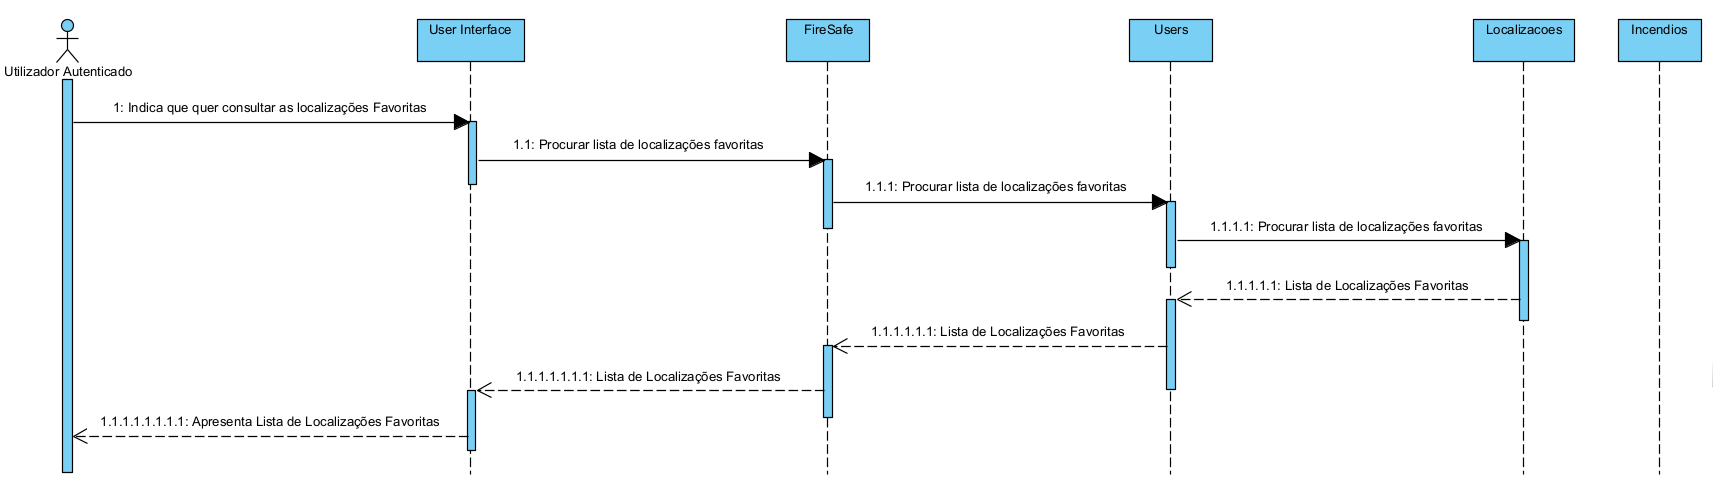 User Interface
FireSafe
Users
Localizacoes
Incendios
Utilizador Autenticado
1: Indica que quer consultar as localizações Favoritas
1.1: Procurar lista de localizações favoritas
1.1.1: Procurar lista de localizações favoritas
1.1.1.1: Procurar lista de localizações favoritas
1.1.1.1.1: Lista de Localizações Favoritas
1.1.1.1.1.1: Lista de Localizações Favoritas
1.1.1.1.1.1.1: Lista de Localizações Favoritas
1.1.1.1.1.1.1.1: Apresenta Lista de Localizações Favoritas